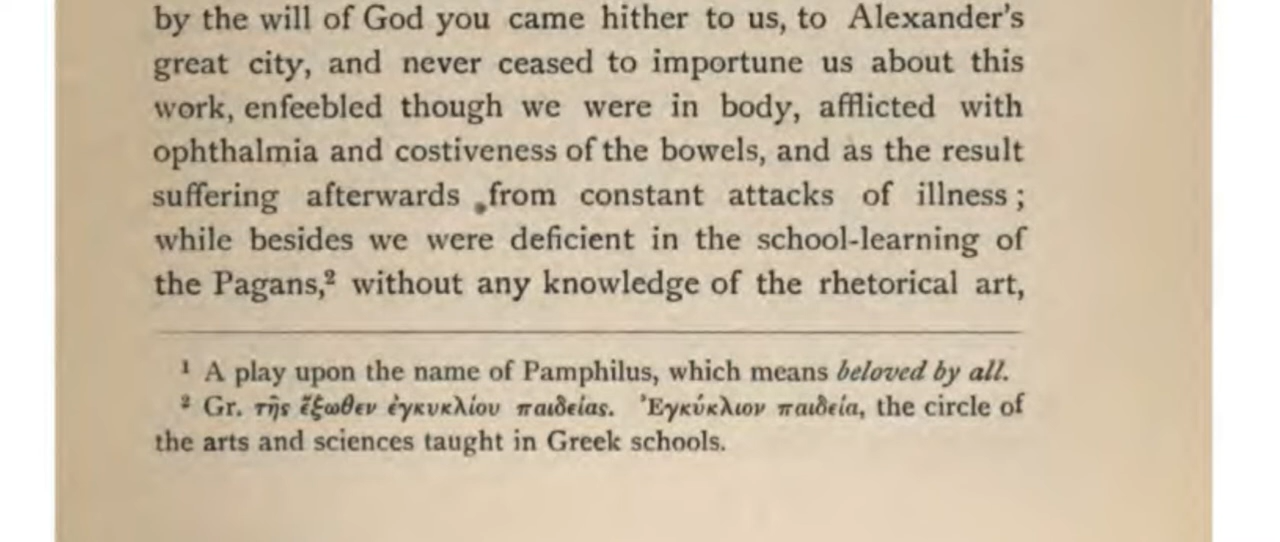 by the will of God you came hither to us, to Alexander's
great city, and never ceased to importune us about this
work, enfeebled though we were in body, afflicted with
ophthalmia and costiveness of the bowels, and as the result
suffering afterwards from constant attacks of illness ;
while besides we were deficient in the school-learning of
the Pagans,² without any knowledge of the rhetorical art,
¹ A play upon the name of Pamphilus, which means beloved by all.
² Gr. τῆς ἔξωθεν ἐγκυκλίου παιδείας. Ἐγκύκλιον παιδεία, the circle of
the arts and sciences taught in Greek schools.